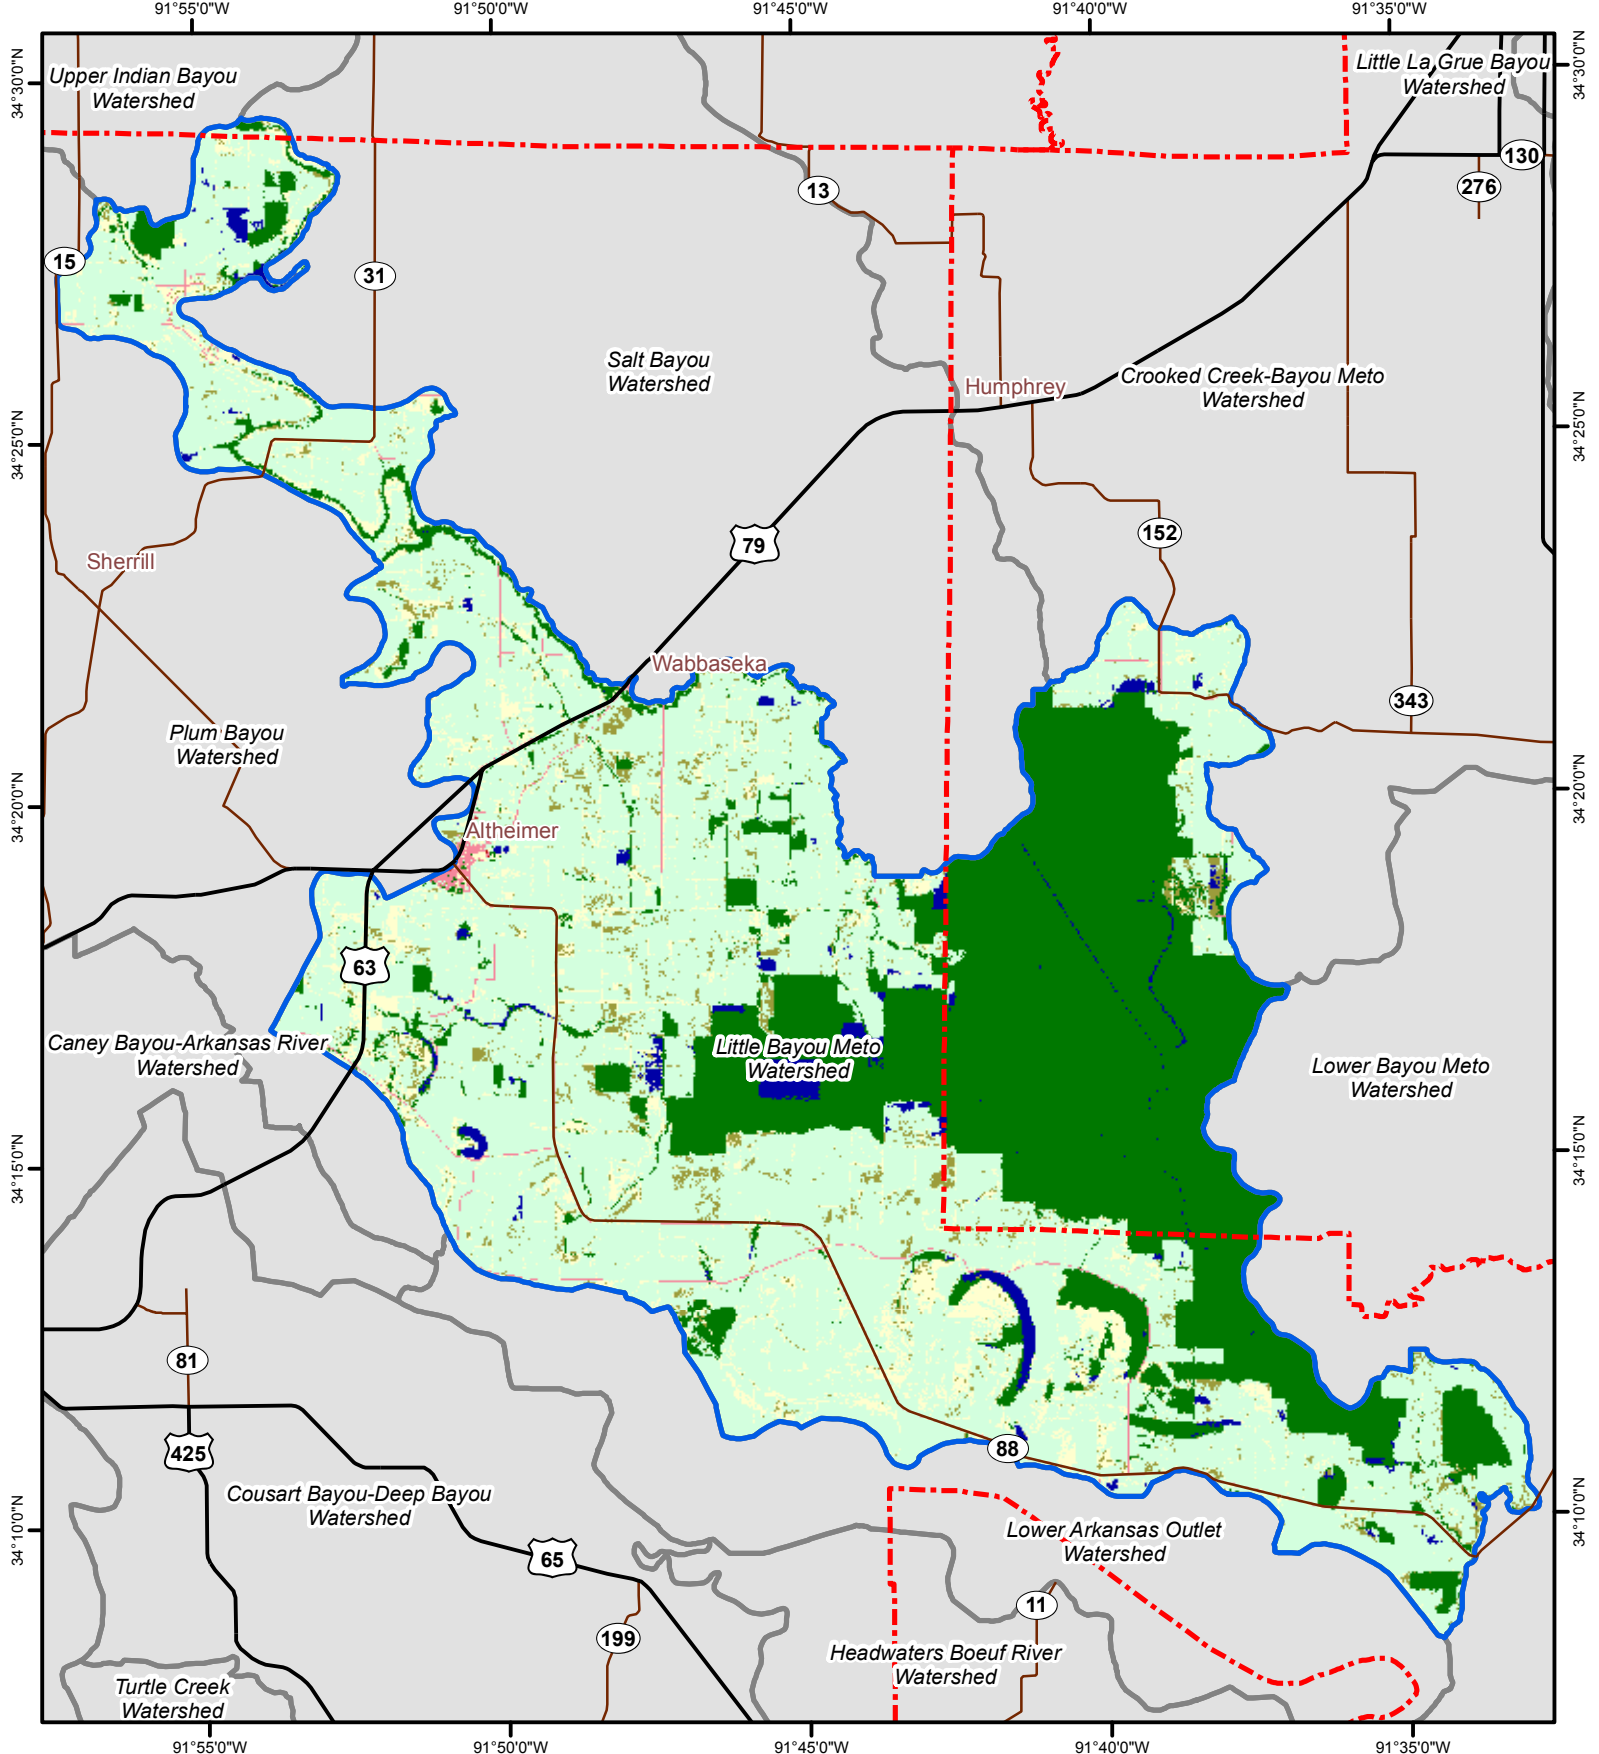 91°55'0"W
91°50'0"W
91°45'0"W
91°40'0"W
91°35'0"W
34°30'0"N
34°30'0"N
Upper Indian Bayou
Watershed
Little La Grue Bayou
Watershed
130
276
13
15
31
Salt Bayou
Watershed
Humphrey
Crooked Creek-Bayou Meto
Watershed
34°25'0"N
34°25'0"N
152
79
Sherrill
Wabbaseka
343
Plum Bayou
Watershed
34°20'0"N
34°20'0"N
Altheimer
63
Caney Bayou-Arkansas River
Watershed
Little Bayou Meto
Watershed
Lower Bayou Meto
Watershed
34°15'0"N
34°15'0"N
81
425
88
Cousart Bayou-Deep Bayou
Watershed
34°10'0"N
34°10'0"N
Lower Arkansas Outlet
Watershed
65
11
199
Headwaters Boeuf River
Watershed
Turtle Creek
Watershed
91°55'0"W
91°50'0"W
91°45'0"W
91°40'0"W
91°35'0"W